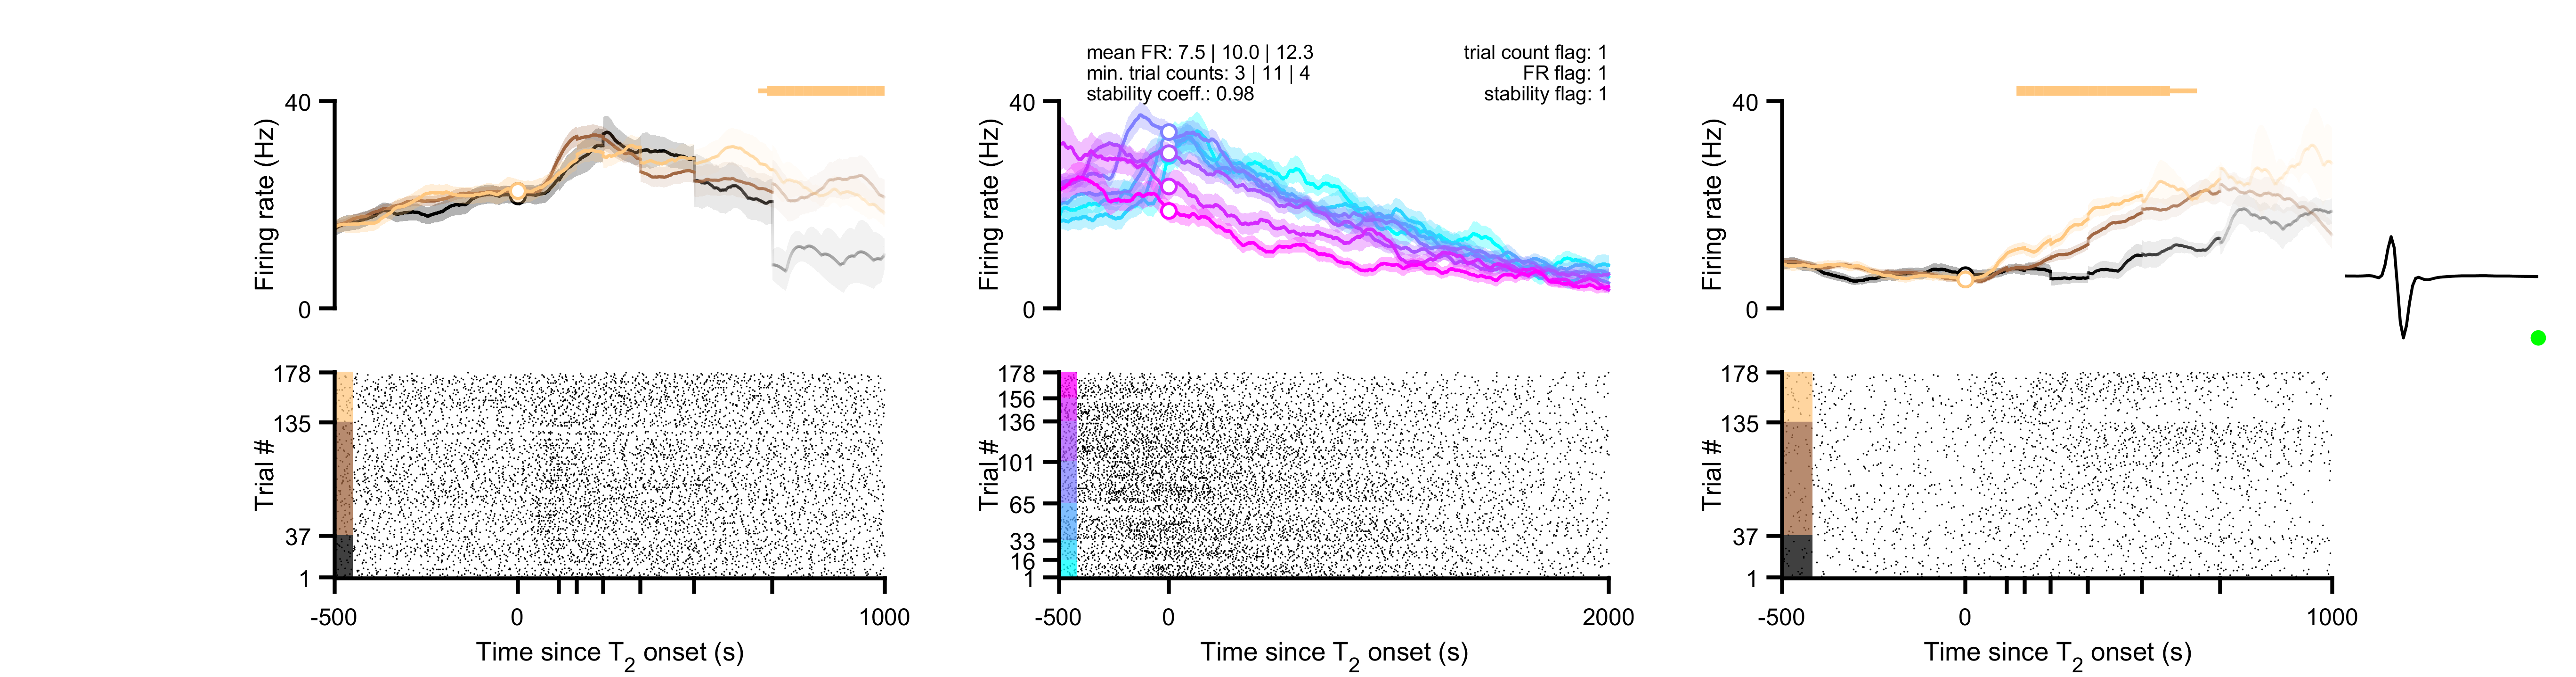 mean FR: 7.5 | 10.0 | 12.3
min. trial counts: 3 | 11 | 4
stability coeff.: 0.98
trial count flag: 1
FR flag: 1
stability flag: 1
40
Firing rate (Hz)
0
40
Firing rate (Hz)
0
40
Firing rate (Hz)
0
178
135
37
1
Trial #
-500
0
1000
Time since T2 onset (s)
178
156
136
101
65
33
16
1
Trial #
-500
0
2000
Time since T2 onset (s)
178
135
37
1
Trial #
-500
0
1000
Time since T2 onset (s)